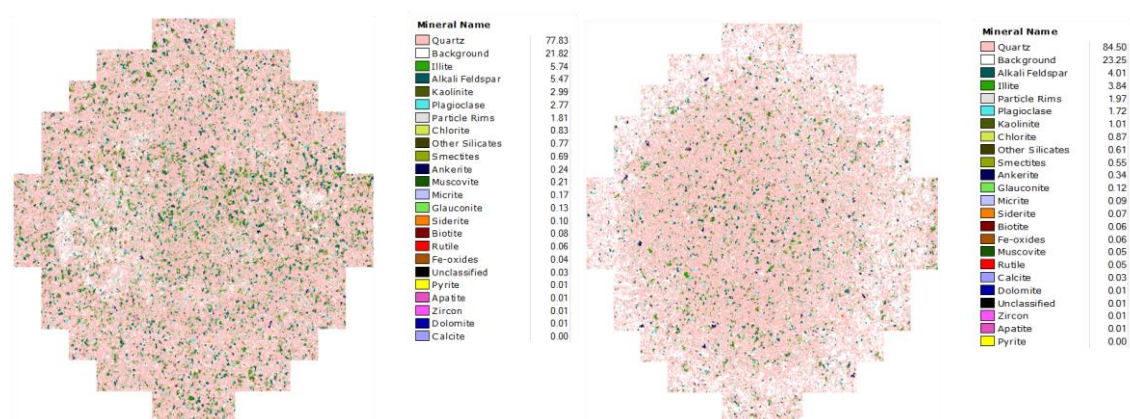 Mineral Name
Quartz 77.83
Background 21.82
Illite 5.74
Alkali Feldspar 5.47
Kaolinite 2.99
Plagioclase 2.77
Particle Rims 1.81
Chlorite 0.83
Other Silicates 0.77
Smectites 0.69
Ankerite 0.24
Muscovite 0.21
Micrite 0.17
Glauconite 0.13
Siderite 0.10
Biotite 0.08
Rutile 0.06
Fe-oxides 0.04
Unclassified 0.03
Pyrite 0.01
Apatite 0.01
Zircon 0.01
Dolomite 0.01
Calcite 0.00
Mineral Name
Quartz 84.50
Background 23.25
Alkali Feldspar 4.01
Illite 3.84
Particle Rims 1.97
Plagioclase 1.72
Kaolinite 1.01
Chlorite 0.87
Other Silicates 0.61
Smectites 0.55
Ankerite 0.34
Glauconite 0.12
Micrite 0.09
Siderite 0.07
Biotite 0.06
Fe-oxides 0.06
Muscovite 0.05
Rutile 0.05
Calcite 0.03
Dolomite 0.01
Unclassified 0.01
Zircon 0.01
Apatite 0.01
Pyrite 0.00